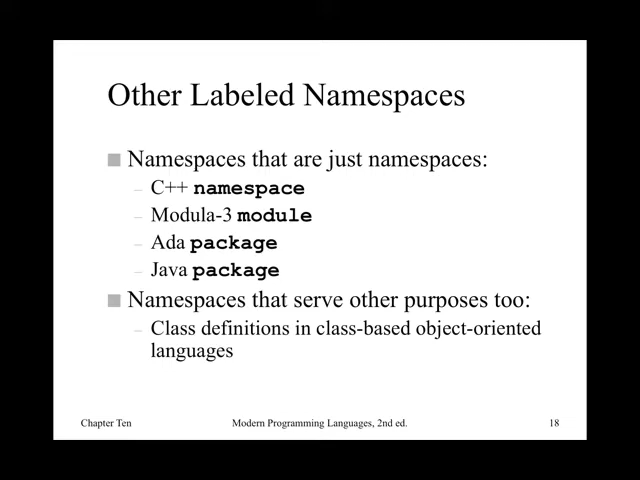 Other Labeled Namespaces
Namespaces that are just namespaces:
– C++ namespace
– Modula-3 module
– Ada package
– Java package
Namespaces that serve other purposes too:
– Class definitions in class-based object-oriented
languages
Chapter Ten
Modern Programming Languages, 2nd ed.
18